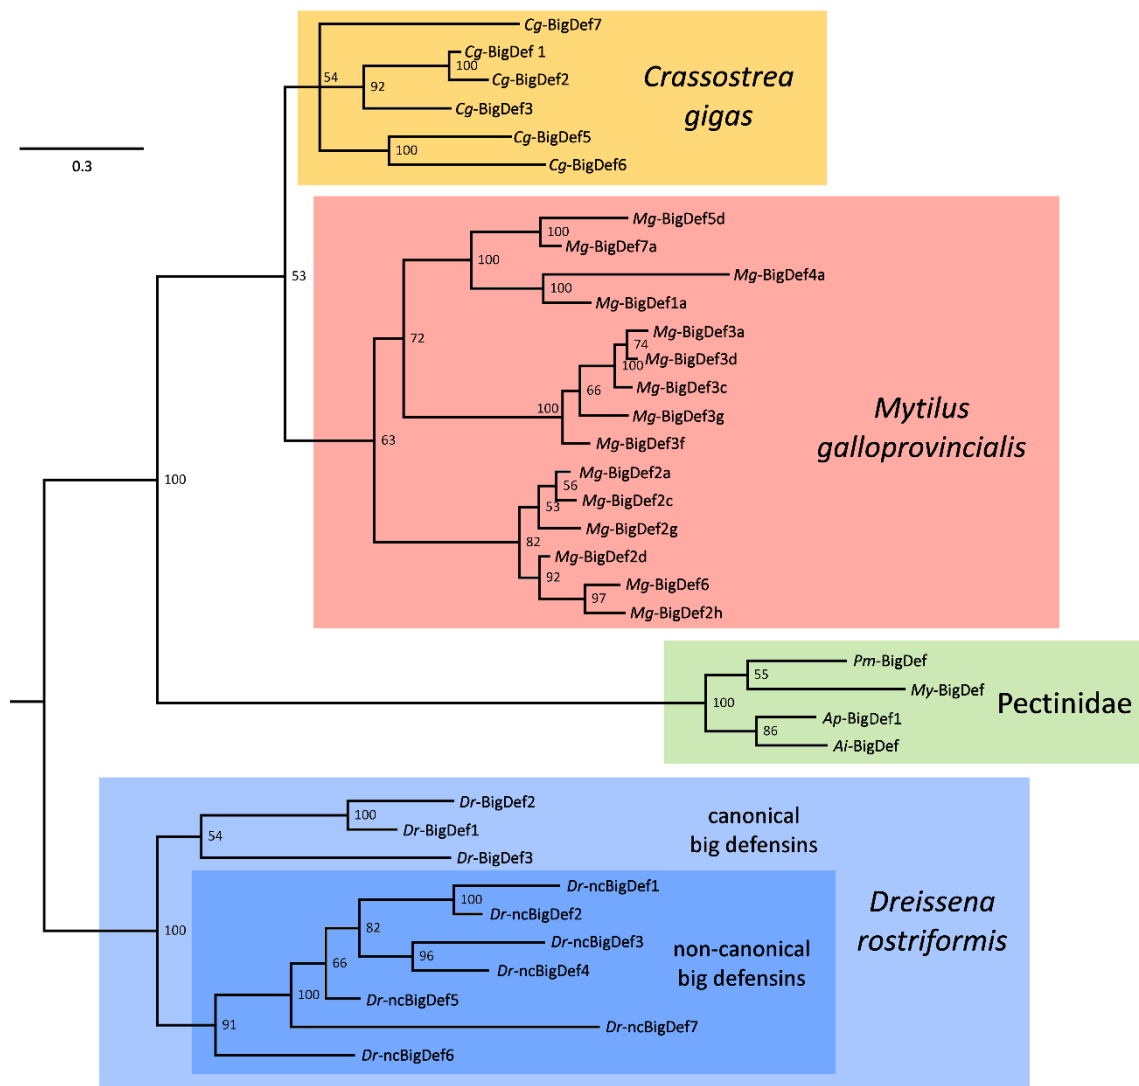 Cg-BigDef7
Cg-BigDef 1
100
54
Cg-BigDef2
92
Crassostrea
gigas
Cg-BigDef3
Cg-BigDef5
100
Cg-BigDef6
0.3
Mg-BigDef5d
100
Mg-BigDef7a
100
Mg-BigDef4a
100
Mg-BigDef1a
53
72
Mg-BigDef3a
74
Mg-BigDef3d
100
Mg-BigDef3c
66
Mg-BigDef3g
100
Mg-BigDef3f
63
Mytilus
galloprovincialis
Mg-BigDef2a
56
Mg-BigDef2c
53
Mg-BigDef2g
82
Mg-BigDef2d
92
Mg-BigDef6
97
Mg-BigDef2h
100
Pm-BigDef
55
My-BigDef
100
Pectinidae
Ap-BigDef1
86
Ai-BigDef
Dr-BigDef2
100
Dr-BigDef1
54
Dr-BigDef3
canonical
big defensins
100
Dr-ncBigDef1
100
Dr-ncBigDef2
82
Dr-ncBigDef3
96
Dr-ncBigDef4
66
Dr-ncBigDef5
100
Dr-ncBigDef7
91
Dr-ncBigDef6
non-canonical
big defensins
Dreissena
rostriformis